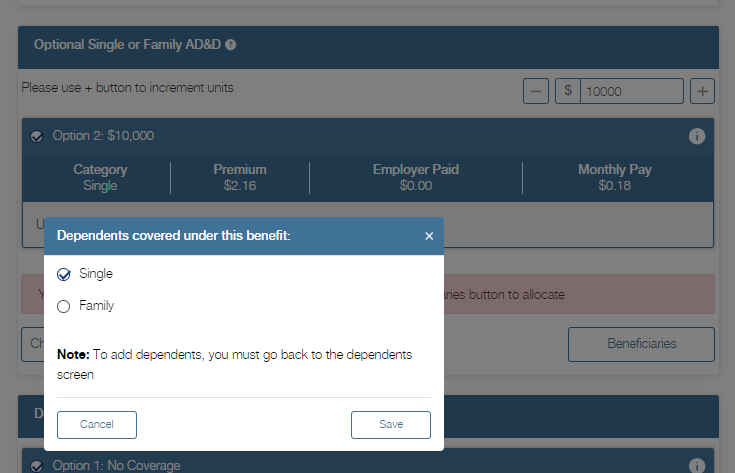 Optional Single or Family AD&D ?
Please use + button to increment units
− $ 10000 +
Option 2: $10,000 i
Category Premium Employer Paid Monthly Pay
Single $2.16 $0.00 $0.18
Dependents covered under this benefit: ×
Single
Family
Note: To add dependents, you must go back to the dependents
screen
Cancel Save
button to allocate
Beneficiaries
Option 1: No Coverage i